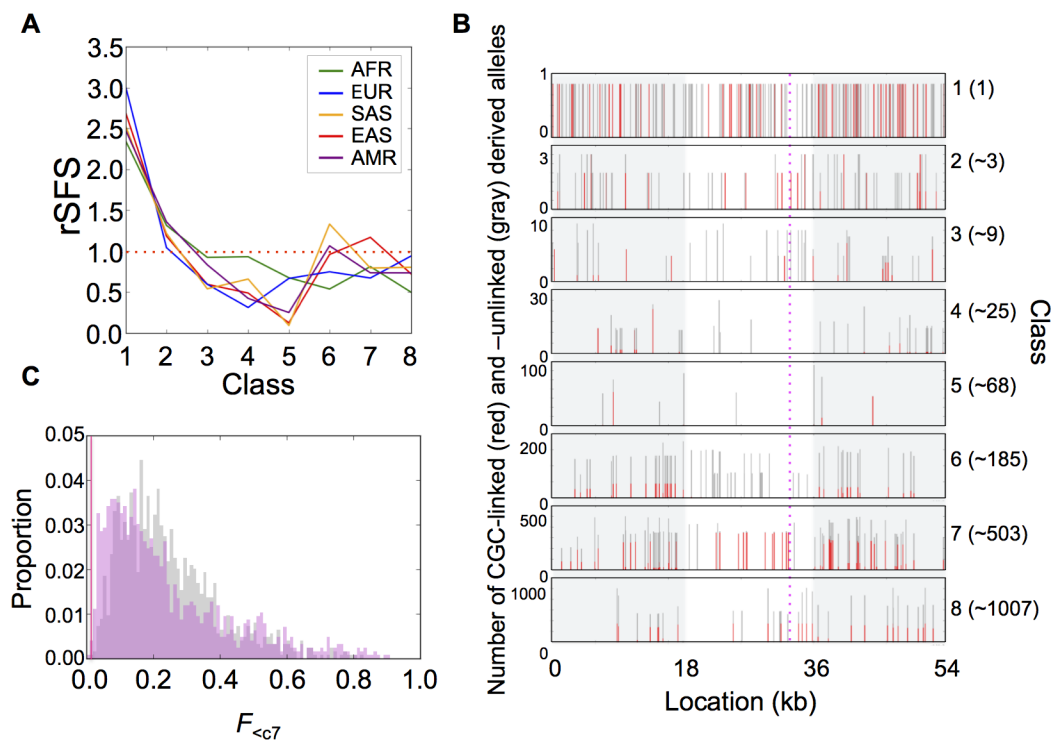 A
3.5
3.0
2.5
2.0
1.5
1.0
0.5
0.0
rSFS
AFR
EUR
SAS
EAS
AMR
1 2 3 4 5 6 7 8
Class
B
Number of CGC-linked (red) and –unlinked (gray) derived alleles
1
0
1 (1)
3
0
2 (~3)
10
0
3 (~9)
30
0
4 (~25)
100
0
5 (~68)
200
0
6 (~185)
500
0
7 (~503)
1000
0
8 (~1007)
Class
0 18 36 54
Location (kb)
C
0.05
0.04
0.03
0.02
0.01
0.00
Proportion
0.0 0.2 0.4 0.6 0.8 1.0
F<c7